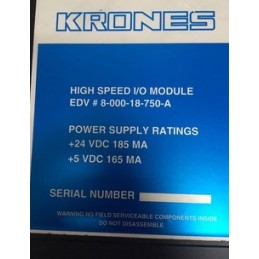 KRONES
HIGH SPEED I/O MODULE
EDV # 8-000-18-750-A
POWER SUPPLY RATINGS
+24 VDC 185 MA
+5 VDC 165 MA
SERIAL NUMBER
WARNING NO FIELD SERVICEABLE COMPONENTS INSIDE
DO NOT DISASSEMBLE